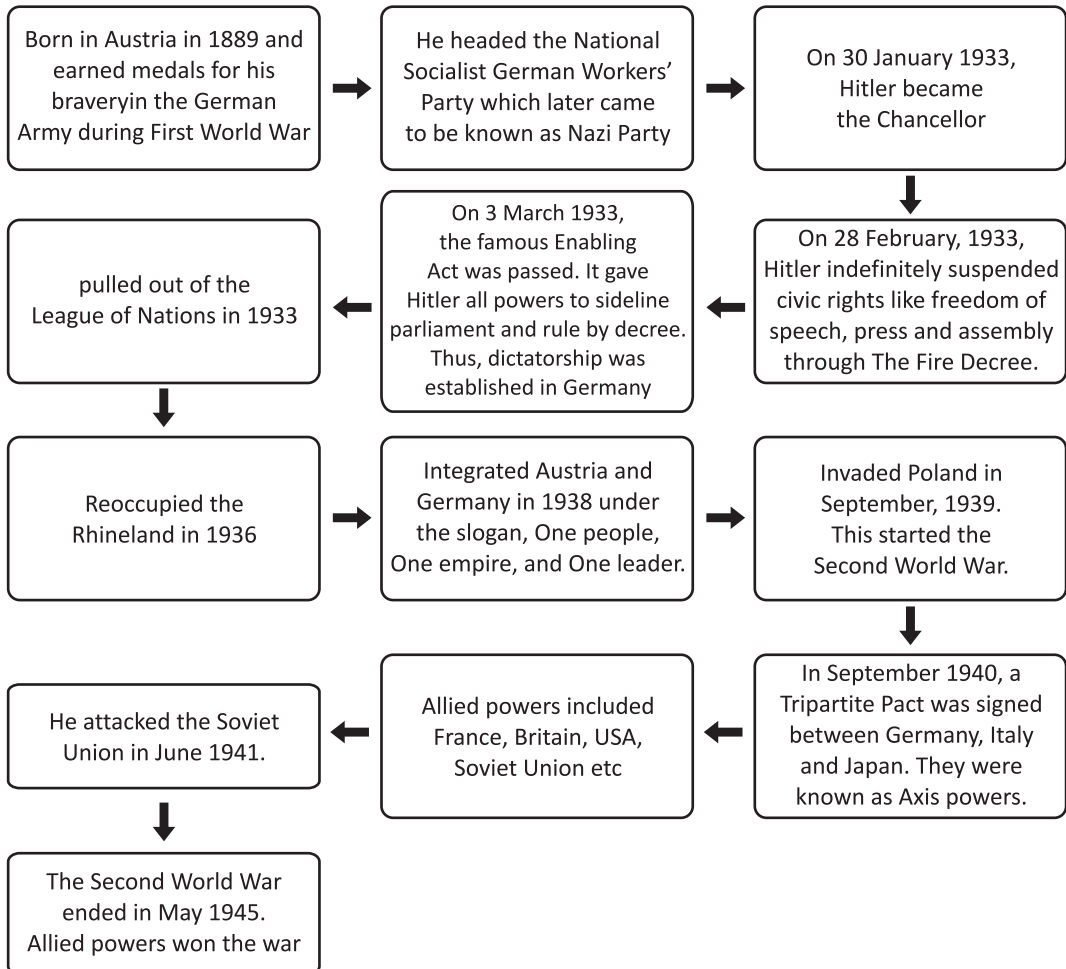 Born in Austria in 1889 and
earned medals for his
braveryin the German
Army during First World War
He headed the National
Socialist German Workers’
Party which later came
to be known as Nazi Party
On 30 January 1933,
Hitler became
the Chancellor
On 28 February, 1933,
Hitler indefinitely suspended
civic rights like freedom of
speech, press and assembly
through The Fire Decree.
On 3 March 1933,
the famous Enabling
Act was passed. It gave
Hitler all powers to sideline
parliament and rule by decree.
Thus, dictatorship was
established in Germany
pulled out of the
League of Nations in 1933
Reoccupied the
Rhineland in 1936
Integrated Austria and
Germany in 1938 under
the slogan, One people,
One empire, and One leader.
Invaded Poland in
September, 1939.
This started the
Second World War.
In September 1940, a
Tripartite Pact was signed
between Germany, Italy
and Japan. They were
known as Axis powers.
Allied powers included
France, Britain, USA,
Soviet Union etc
He attacked the Soviet
Union in June 1941.
The Second World War
ended in May 1945.
Allied powers won the war